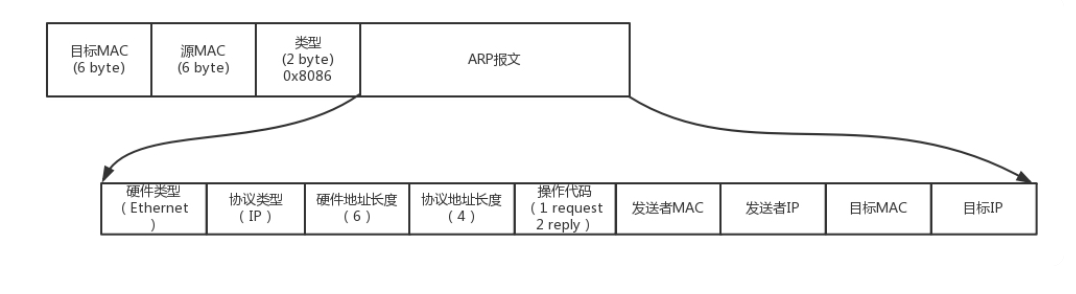 目标MAC
(6 byte)
源MAC
(6 byte)
类型
(2 byte)
0x8086
ARP报文
硬件类型
（Ethernet
）
协议类型
（IP）
硬件地址长度
（6）
协议地址长度
（4）
操作代码
（1 request
2 reply）
发送者MAC
发送者IP
目标MAC
目标IP